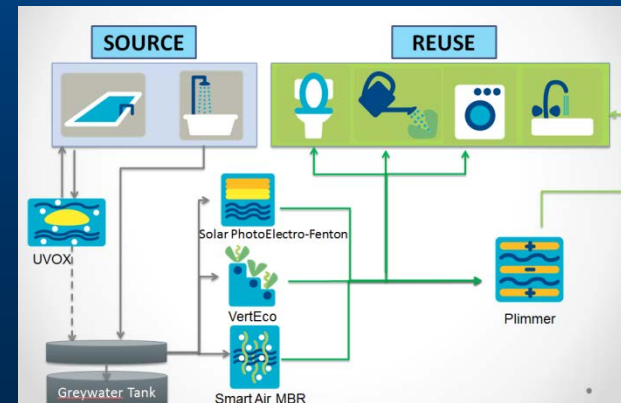 SOURCE
REUSE
UVOX
Solar PhotoElectro-Fenton
VertEco
Plimmer
Greywater Tank
Smart Air MBR